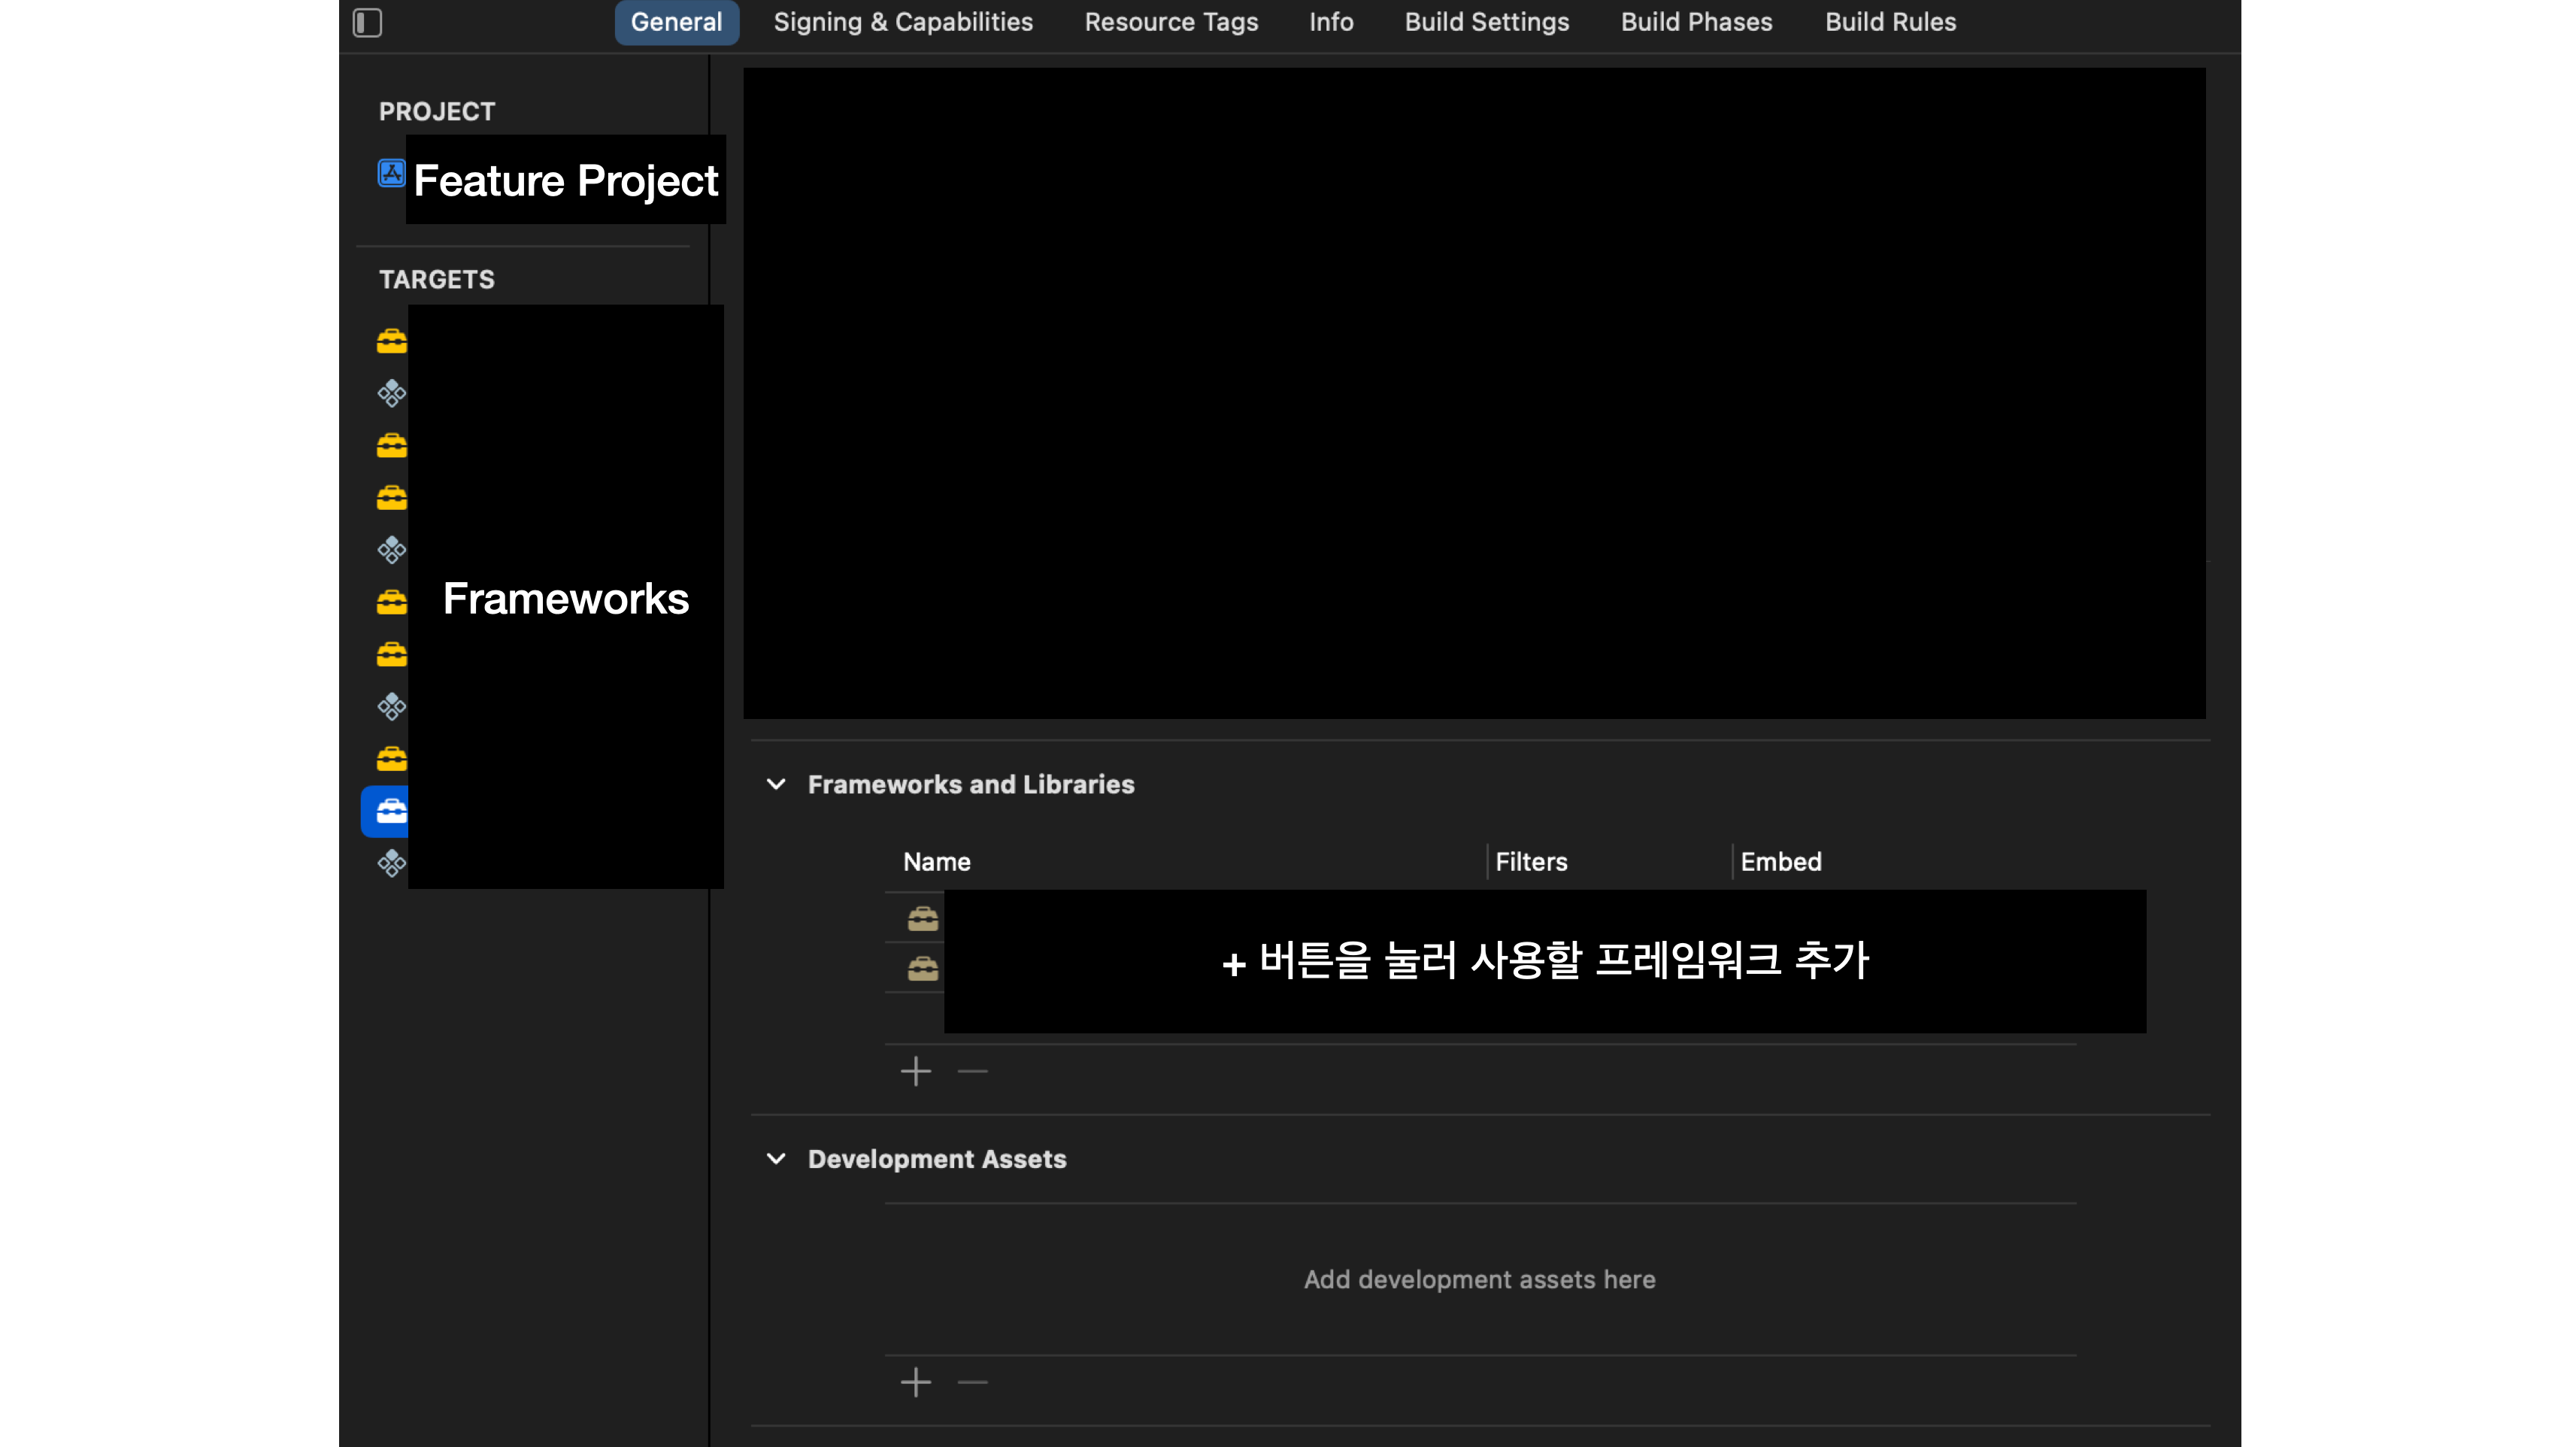 General Signing & Capabilities Resource Tags Info Build Settings Build Phases Build Rules
PROJECT
Feature Project
TARGETS
Frameworks
Frameworks and Libraries
Name Filters Embed
+ 버튼을 눌러 사용할 프레임워크 추가
Development Assets
Add development assets here